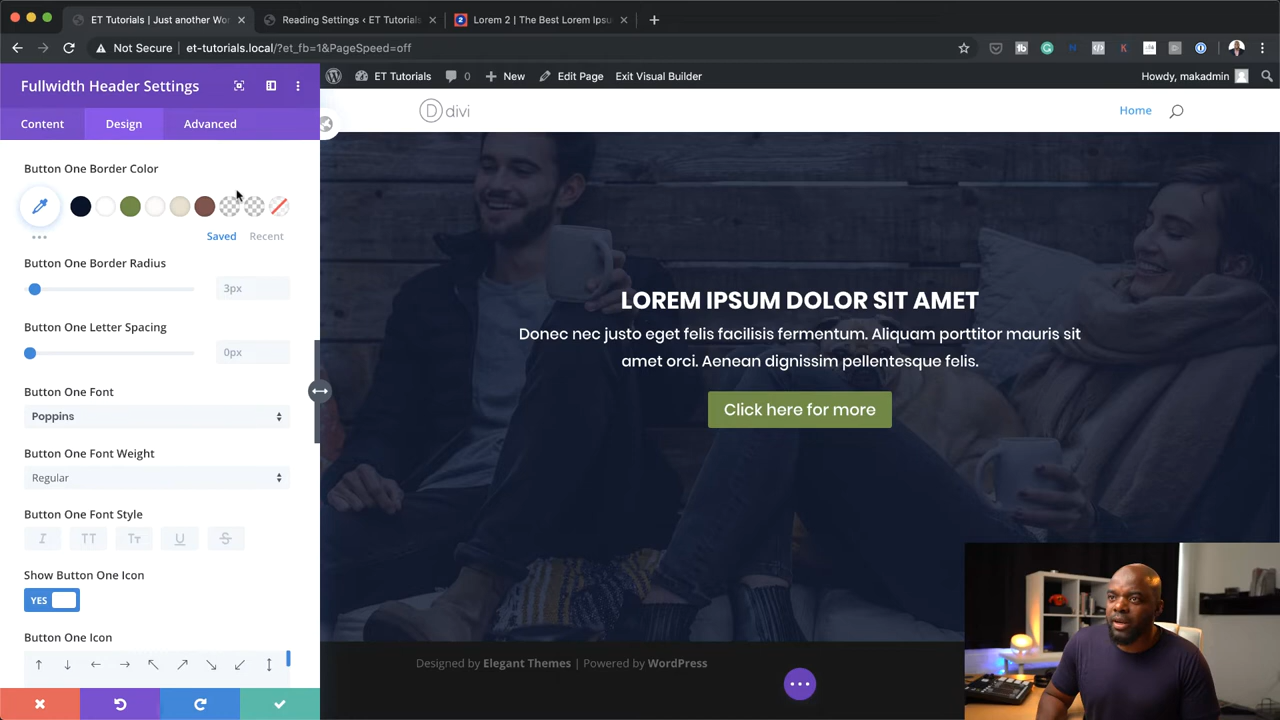 ET Tutorials | Just another Wor
Reading Settings ‹ ET Tutorials
2 Lorem 2 | The Best Lorem Ipsu
Not Secure
et-tutorials.local/?et_fb=1&PageSpeed=off
Fullwidth Header Settings
ET Tutorials
0
New
Edit Page
Exit Visual Builder
Howdy, makadmin
Content
Design
Advanced
D divi
Home
Button One Border Color
Saved
Recent
Button One Border Radius
3px
Button One Letter Spacing
0px
Button One Font
Poppins
Button One Font Weight
Regular
Button One Font Style
I
TT
Tт
U
S
Show Button One Icon
YES
Button One Icon
LOREM IPSUM DOLOR SIT AMET
Donec nec justo eget felis facilisis fermentum. Aliquam porttitor mauris sit
amet orci. Aenean dignissim pellentesque felis.
Click here for more
Designed by Elegant Themes | Powered by WordPress